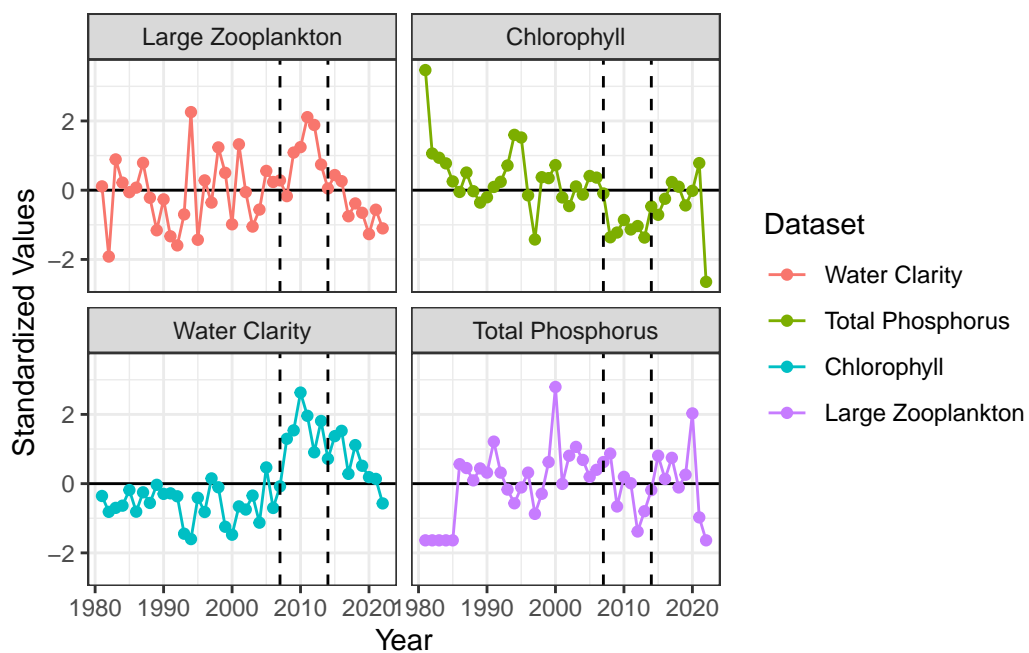 Large Zooplankton
Chlorophyll
2
0
−2
Water Clarity
Total Phosphorus
2
0
−2
1980
1990
2000
2010
2020
1980
1990
2000
2010
2020
Year
Standardized Values
Dataset
Water Clarity
Total Phosphorus
Chlorophyll
Large Zooplankton